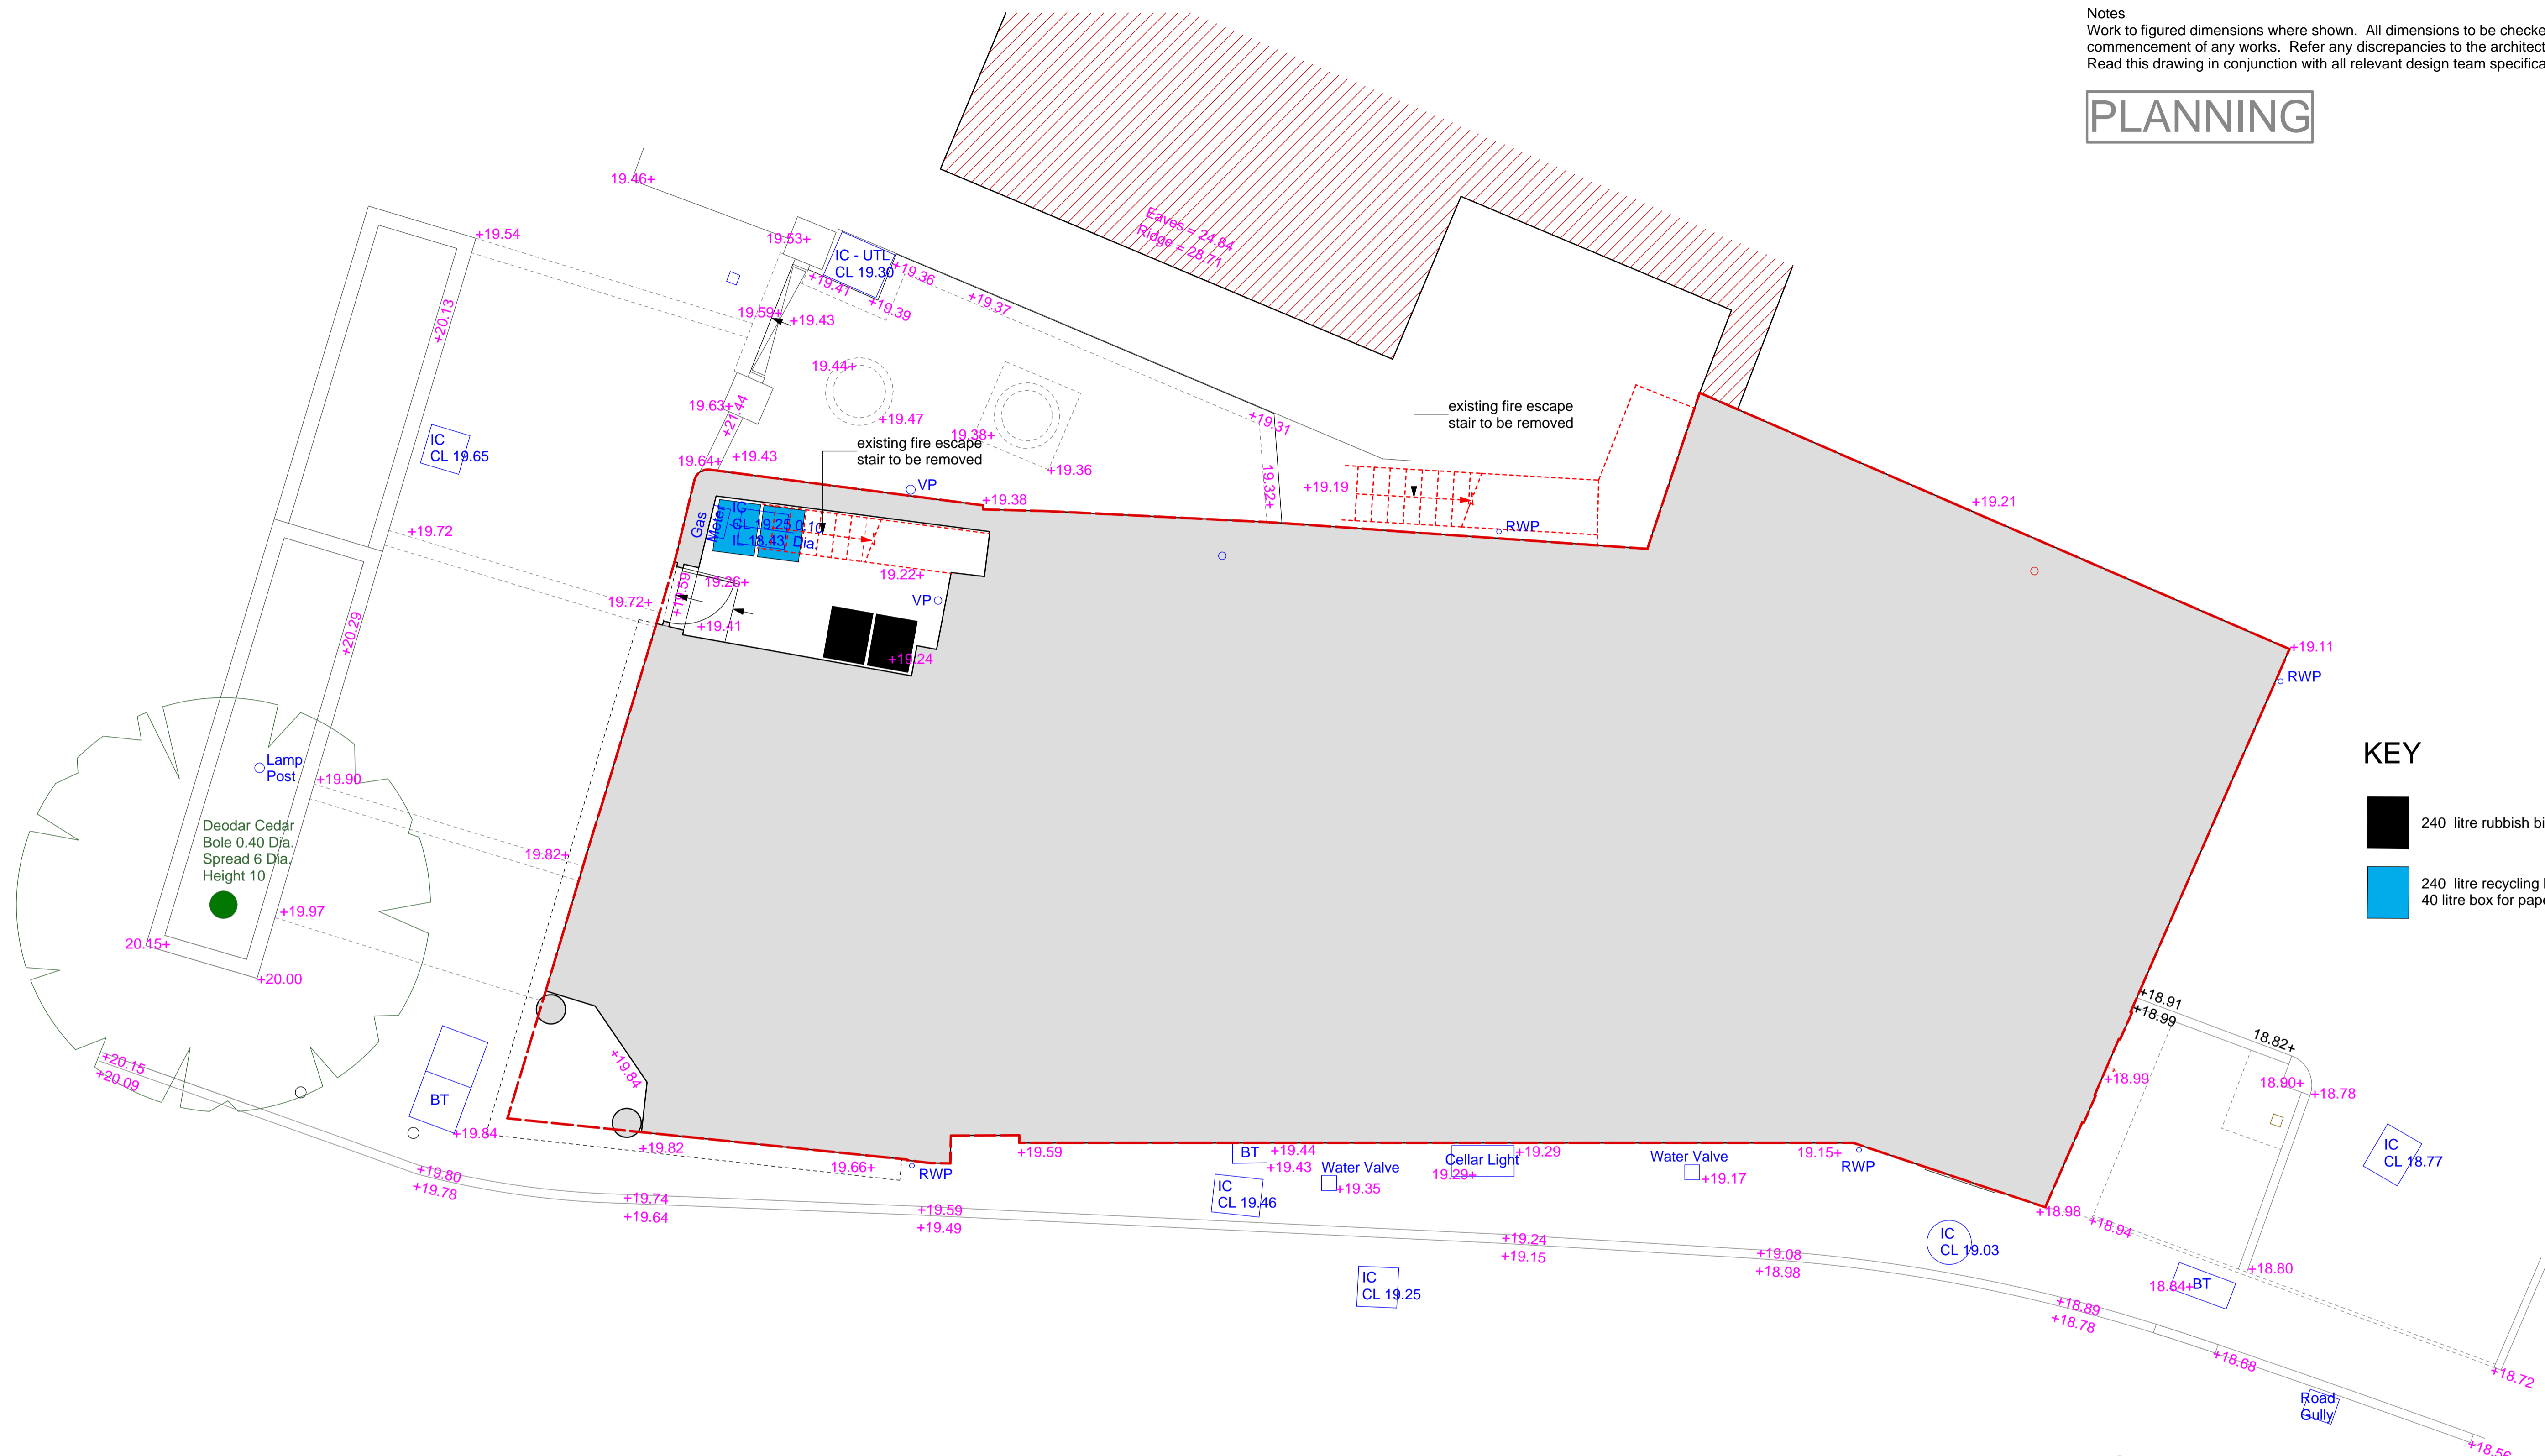 Notes
Work to figured dimensions where shown.  All dimensions to be checke
commencement of any works.  Refer any discrepancies to the architect
Read this drawing in conjunction with all relevant design team specifica
PLANNING
19.46+
+19.54
19.53+
IC - UTL
CL 19.30
+19.36
+19.41
+19.39
+19.37
Eaves = 24.84
Ridge = 28.71
+20.13
19.59+
+19.43
19.44+
19.63+
+21.44
+19.47
19.38+
+19.31
existing fire escape
stair to be removed
existing fire escape
stair to be removed
IC
CL 19.65
19.64+
+19.43
+19.36
VP
+19.38
19.32+
+19.19
+19.21
RWP
Gas
Meter
IC
CL 19.25
0.10
IL 18.43
Dia.
+19.72
19.26+
+19.59
19.22+
19.72+
VP
+19.41
+19.24
+20.29
+19.11
RWP
KEY
240  litre rubbish bi
240  litre recycling
40 litre box for pape
Lamp
Post
+19.90
Deodar Cedar
Bole 0.40 Dia.
Spread 6 Dia.
Height 10
19.82+
+19.97
20.15+
+20.00
+18.91
+18.99
18.82+
+20.15
+20.09
+19.84
BT
+18.99
18.90+
+18.78
+19.84
+19.82
19.66+
RWP
+19.59
BT
+19.44
+19.43
Water Valve
+19.35
Cellar Light
19.29+
+19.29
Water Valve
+19.17
19.15+
RWP
IC
CL 18.77
+19.80
+19.78
+19.74
+19.64
+19.59
+19.49
IC
CL 19.46
+18.98
+18.94
+19.24
+19.15
+19.08
+18.98
IC
CL 19.03
IC
CL 19.25
+18.80
18.84+
BT
+18.89
+18.78
+18.68
+18.72
Road
Gully
+18.56